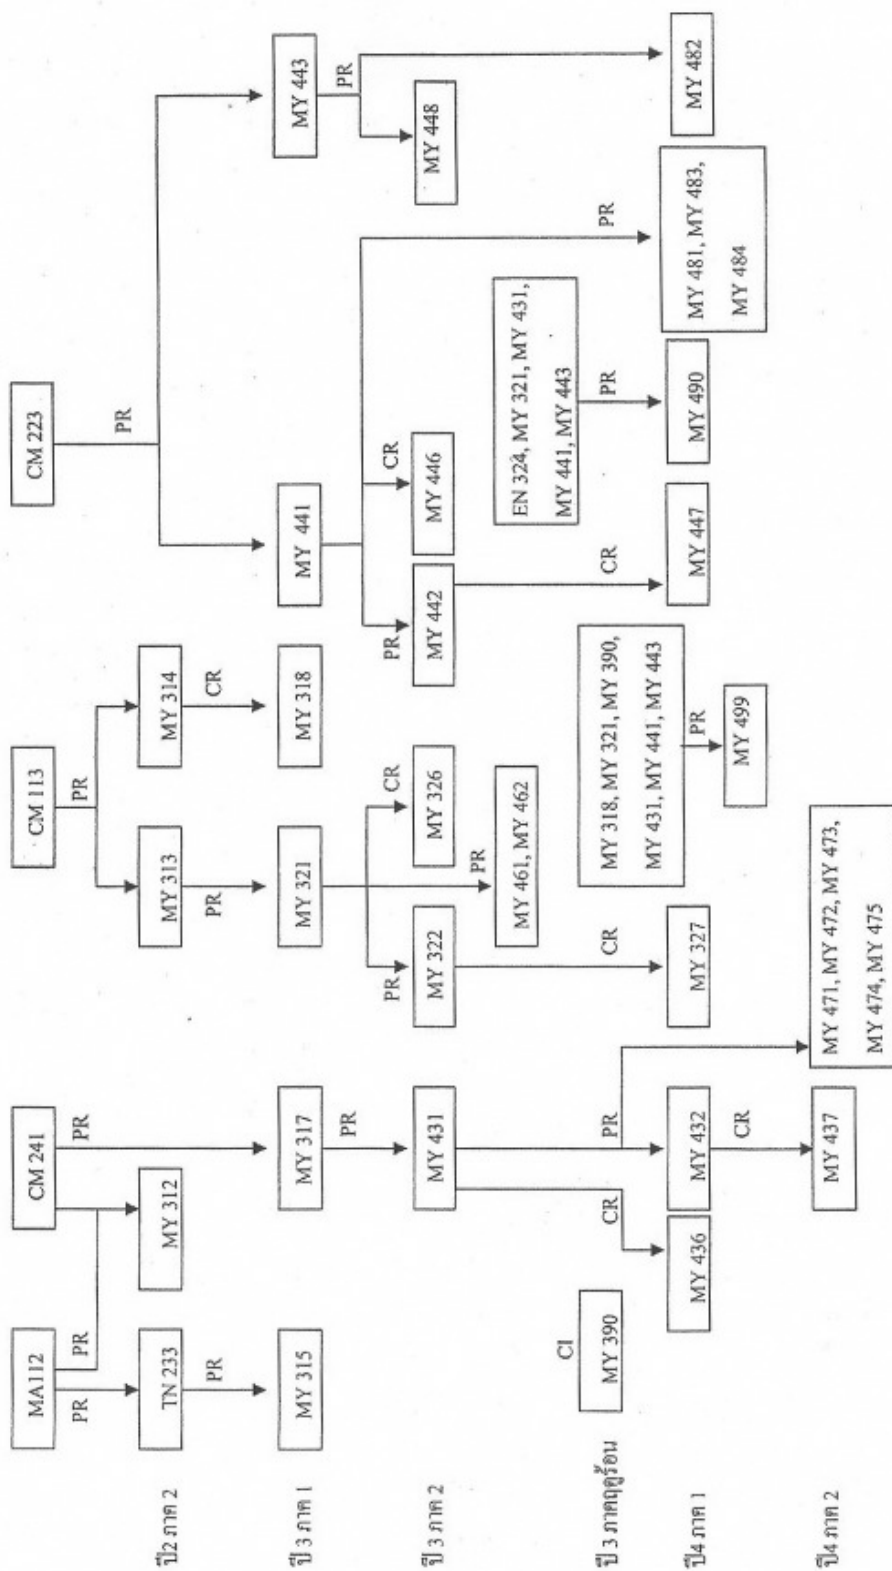 MA112
CM 241
CM 113
CM 223
PR
PR
PR
PR
PR
ปี2 ภาค 2
TN 233
MY 312
MY 313
MY 314
PR
PR
CR
ปี 3 ภาค 1
MY 315
MY 317
MY 321
MY 318
MY 441
MY 443
PR
PR
CR
PR
CR
PR
ปี 3 ภาค 2
MY 431
MY 322
MY 326
MY 442
MY 446
MY 448
PR
MY 461, MY 462
EN 324, MY 321, MY 431,
MY 441, MY 443
CI
ปี 3 ภาคฤดูร้อน
MY 390
CR
PR
CR
MY 318, MY 321, MY 390,
MY 431, MY 441, MY 443
CR
PR
PR
PR
ปี4 ภาค 1
MY 436
MY 432
MY 327
MY 499
MY 447
MY 490
MY 481, MY 483,
MY 484
MY 482
CR
ปี4 ภาค 2
MY 437
MY 471, MY 472, MY 473,
MY 474, MY 475